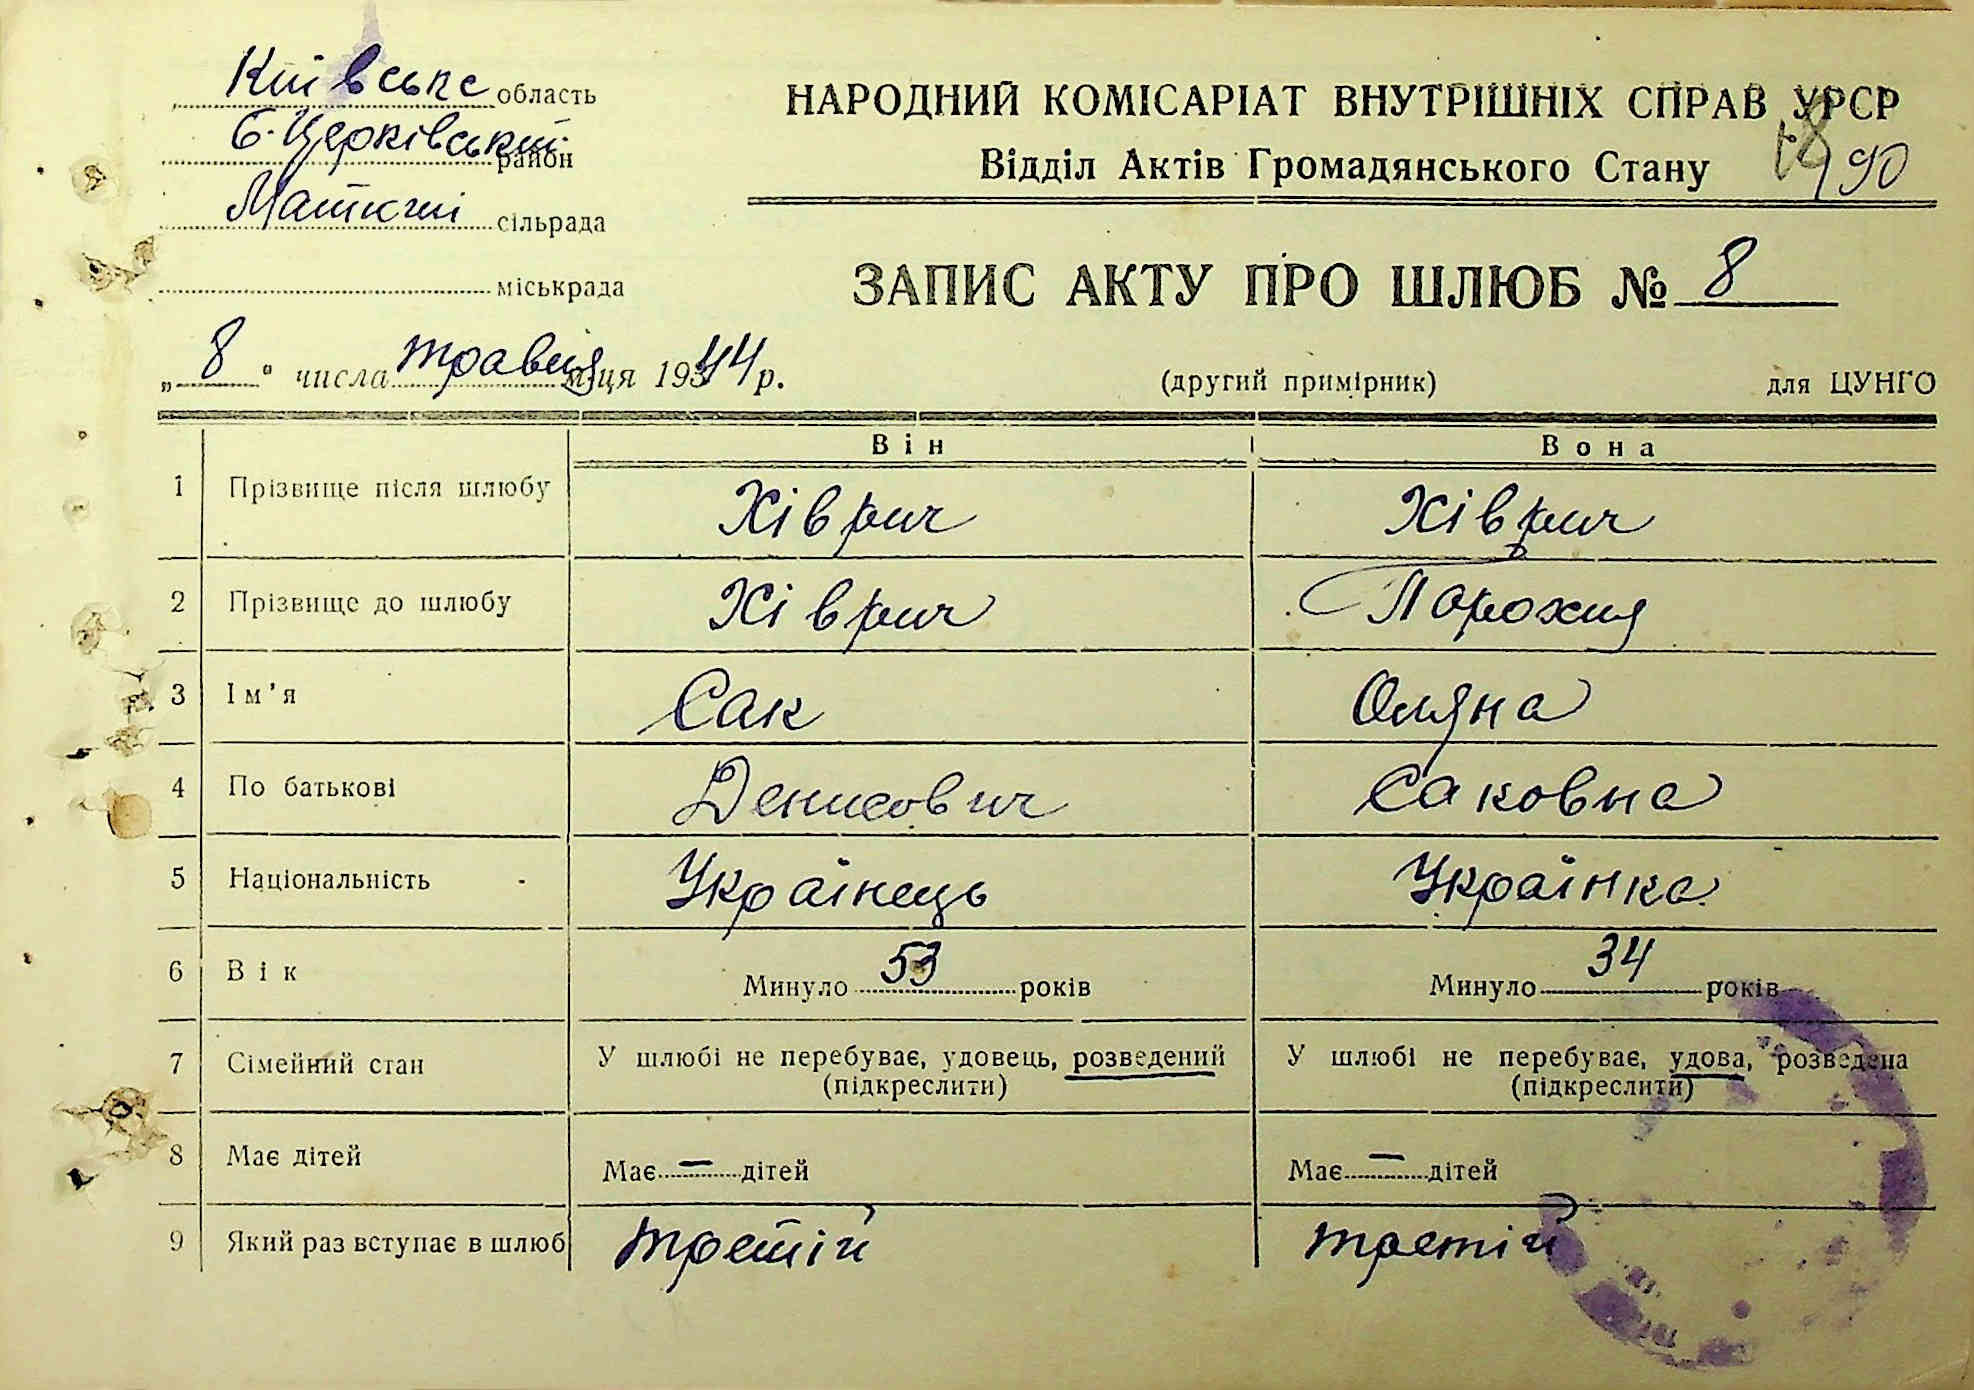 Київське область
Б-Церківський район
сільрада
міськрада
НАРОДНИЙ КОМІСАРІАТ ВНУТРІШНІХ СПРАВ УРСР
Відділ Актів Громадянського Стану 90
ЗАПИС АКТУ ПРО ШЛЮБ № 8
„8“ числа травня м-ця 1944 р.
(другий примірник) для ЦУНГО
Він Вона
1 Прізвище після шлюбу Хіврич Хіврич
2 Прізвище до шлюбу Хіврич
3 Ім'я Сак Оляна
4 По батькові Денисович Саковна
5 Національність Українець Українка
6 Вік Минуло 53 років Минуло 34 років
7 Сімейний стан У шлюбі не перебуває, удовець, розведений У шлюбі не перебуває, удова, розведена
(підкреслити) (підкреслити)
8 Має дітей Має — дітей Має — дітей
9 Який раз вступає в шлюб третій третій